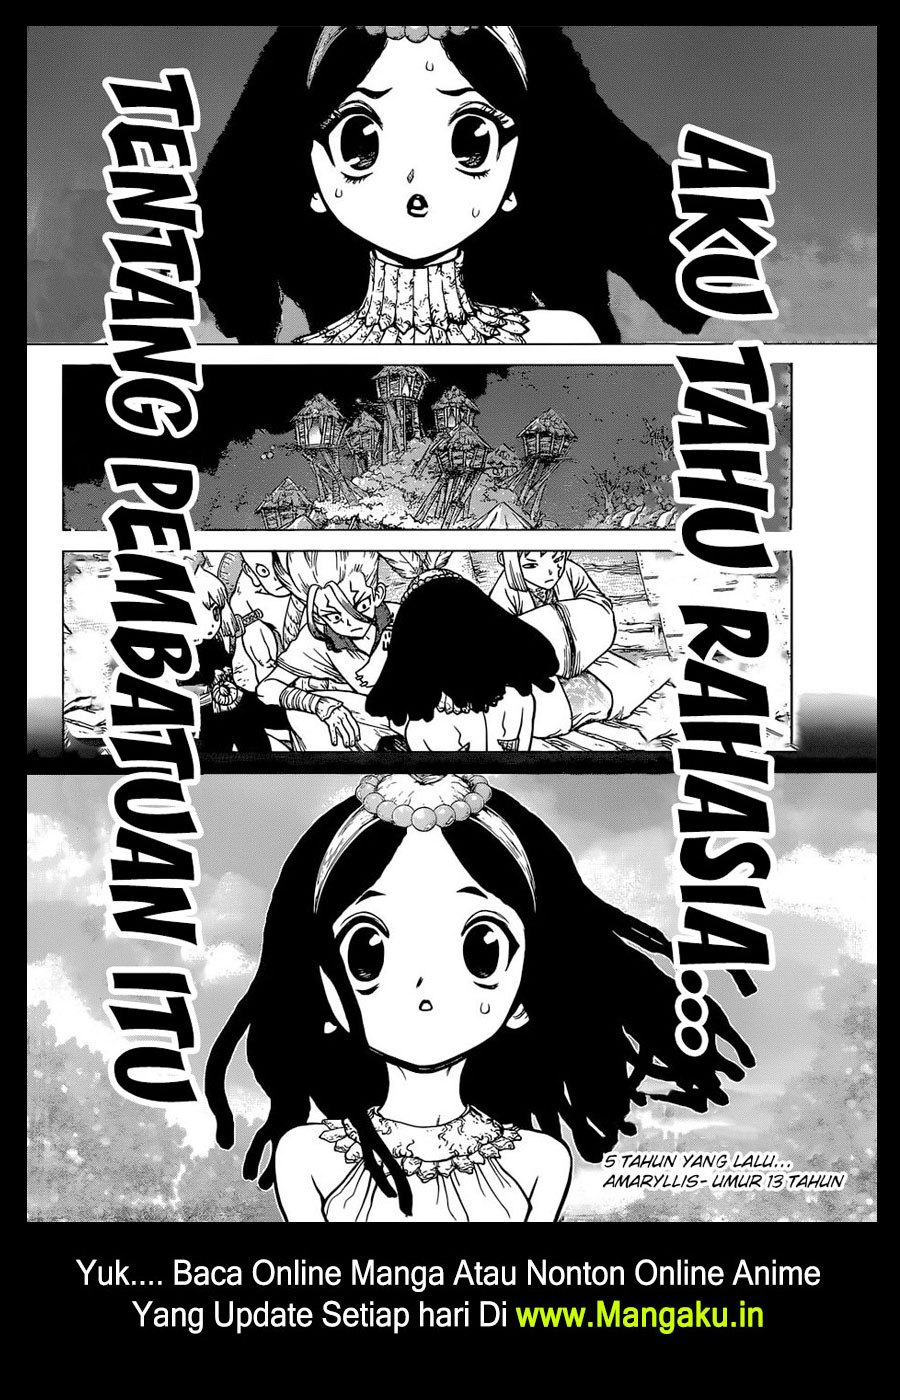 AKU TAHU RAHASIA...
TENTANG PEMBATUAN ITU
5 TAHUN YANG LALU...
AMARYLLIS- UMUR 13 TAHUN
Yuk.... Baca Online Manga Atau Nonton Online Anime
Yang Update Setiap hari Di www.Mangaku.in